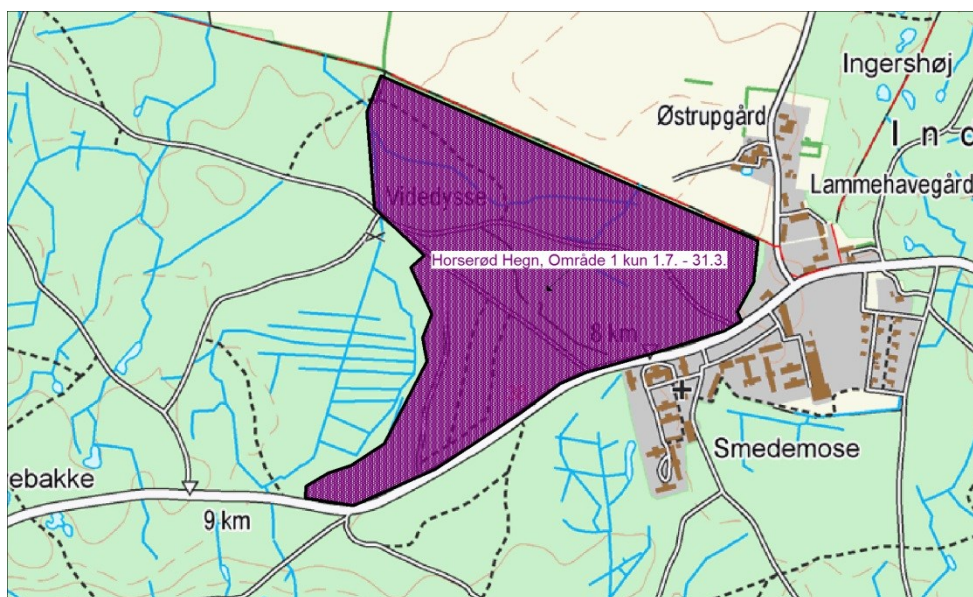 Ingershøj
Østrupgård
I n d
Lammehavegård
Videdysse
Horserød Hegn, Område 1 kun 1.7. - 31.3.
8 km
Smedemose
ebakke
9 km